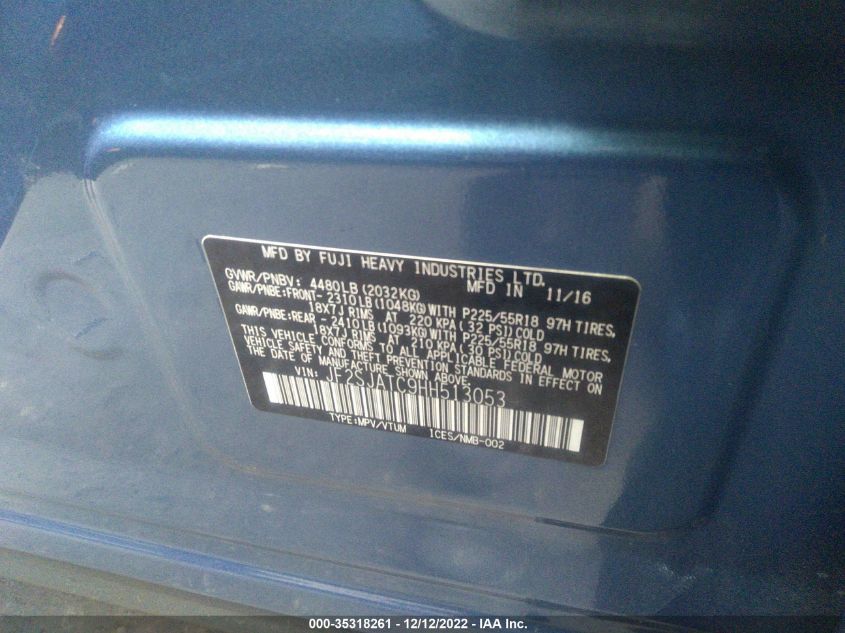 MFD BY FUJI HEAVY INDUSTRIES LTD.
GVWR/PNBV: 4480LB(2032KG) MFD IN 11/16
GAWR/PNBE:FRONT- 2310LB(1048KG)WITH P225/55R18 97H TIRES,
18X7J RIMS AT 220 KPA(32 PSI)COLD
GAWR/PNBE:REAR - 2410LB(1093KG)WITH P225/55R18 97H TIRES,
18X7J RIMS AT 210 KPA(30 PSI)COLD
THIS VEHICLE CONFORMS TO ALL APPLICABLE FEDERAL MOTOR
VEHICLE SAFETY AND THEFT PREVENTION STANDARDS IN EFFECT ON
THE DATE OF MANUFACTURE SHOWN ABOVE.
VIN: JF2SJATC9HH513053
TYPE:MPV/VTUM ICES/NMB-002
000-35318261 - 12/12/2022 - IAA Inc.